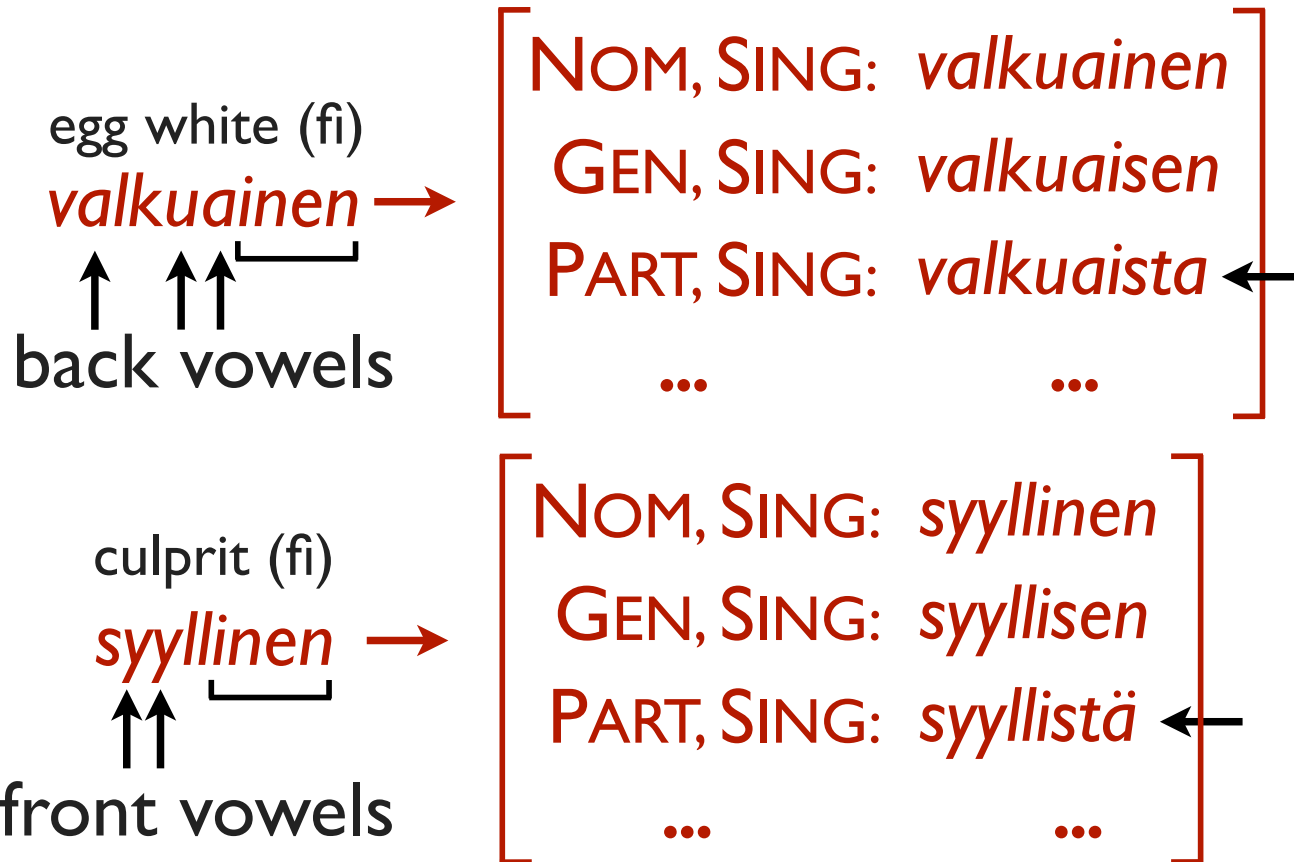 egg white (fi)
valkuainen
back vowels
NOM, SING: valkuainen
GEN, SING: valkuaisen
PART, SING: valkuaista
... ...
culprit (fi)
syyllinen
front vowels
NOM, SING: syyllinen
GEN, SING: syyllisen
PART, SING: syyllistä
... ...